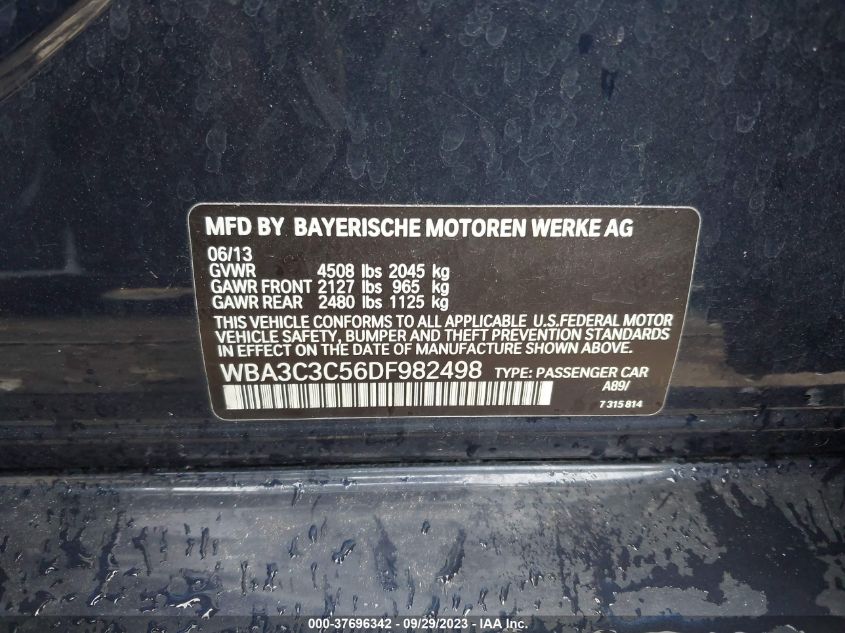 MFD BY BAYERISCHE MOTOREN WERKE AG
06/13
GVWR 4508 lbs 2045 kg
GAWR FRONT 2127 lbs 965 kg
GAWR REAR 2480 lbs 1125 kg
THIS VEHICLE CONFORMS TO ALL APPLICABLE U.S.FEDERAL MOTOR
VEHICLE SAFETY, BUMPER AND THEFT PREVENTION STANDARDS
IN EFFECT ON THE DATE OF MANUFACTURE SHOWN ABOVE.
WBA3C3C56DF982498 TYPE: PASSENGER CAR
A89/
7 315 814
000-37696342 - 09/29/2023 - IAA Inc.